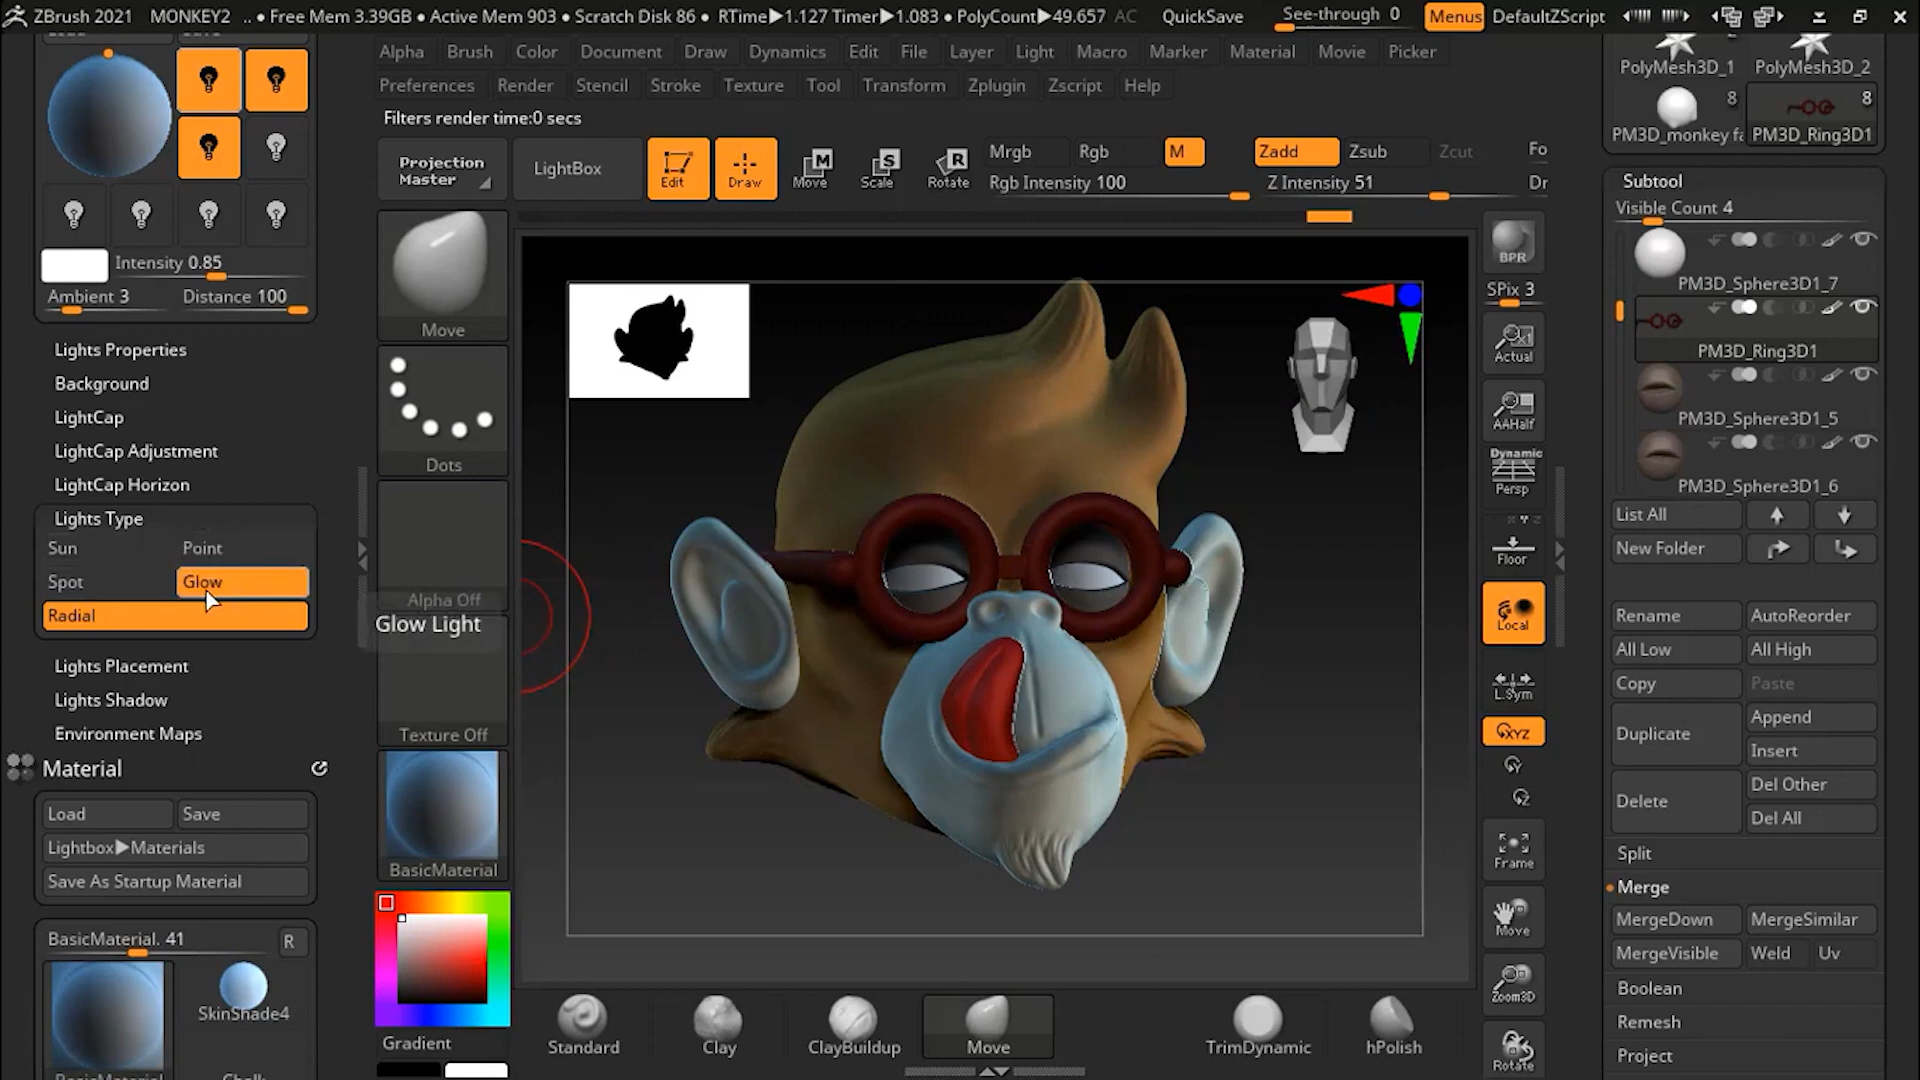 ZBrush 2021 MONKEY2 .. ● Free Mem 3.39GB ● Active Mem 903 ● Scratch Disk 86 ● RTime▶1.127 Timer▶1.083 ● PolyCount▶49.657 AC QuickSave See-through 0 Menus DefaultZScript
Alpha Brush Color Document Draw Dynamics Edit File Layer Light Macro Marker Material Movie Picker
Preferences Render Stencil Stroke Texture Tool Transform Zplugin Zscript Help
Filters render time:0 secs
Projection
Master
LightBox
Edit
Draw
Move
Scale
Rotate
M
S
R
Mrgb Rgb M
Rgb Intensity 100
Zadd Zsub Zcut
Z Intensity 51
Fo
Dr
Intensity 0.85
Ambient 3 Distance 100
Lights Properties
Background
LightCap
LightCap Adjustment
LightCap Horizon
Lights Type
Sun Point
Spot Glow
Radial
Lights Placement
Lights Shadow
Environment Maps
Material
Load Save
Lightbox▶Materials
Save As Startup Material
BasicMaterial. 41 R
SkinShade4
Move
Dots
Alpha Off
Glow Light
Texture Off
BasicMaterial
Gradient
Standard Clay ClayBuildup Move TrimDynamic hPolish
BPR
SPix 3
Actual
AAHalf
Dynamic
Persp
Floor
Local
L.Sym
XYZ
Y
Z
Frame
Move
Zoom3D
Rotate
PolyMesh3D_1 PolyMesh3D_2
8 8
PM3D_monkey fa PM3D_Ring3D1
Subtool
Visible Count 4
PM3D_Sphere3D1_7
PM3D_Ring3D1
PM3D_Sphere3D1_5
PM3D_Sphere3D1_6
List All
New Folder
Rename AutoReorder
All Low All High
Copy Paste
Duplicate Append
Insert
Delete Del Other
Del All
Split
Merge
MergeDown MergeSimilar
MergeVisible Weld Uv
Boolean
Remesh
Project